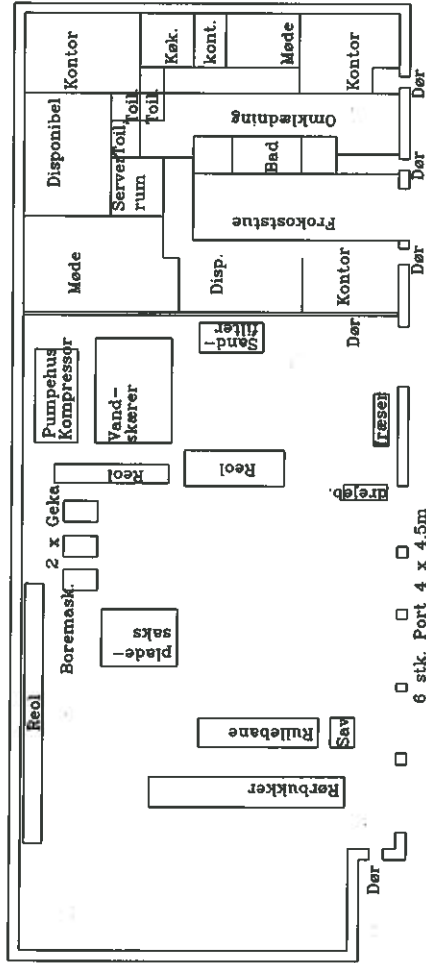 Kontor
Køk.
kont.
Møde
Kontor
Disponibel
Toil.
Toil.
Toil.
Server
rum
Omklædning
Bad
Frokoststue
Møde
Disp.
Kontor
Dør
Dør
Dør
Dør
Pumpehus
Kompressor
Vand-
skærer
Sand-
filter
Reol
Reol
fræser
drejeb.
2 x Geka
Boremask.
plade-
saks
Reol
Rullebane
Sav
Rørbukker
Dør
6 stk. Port 4 x 4.5m